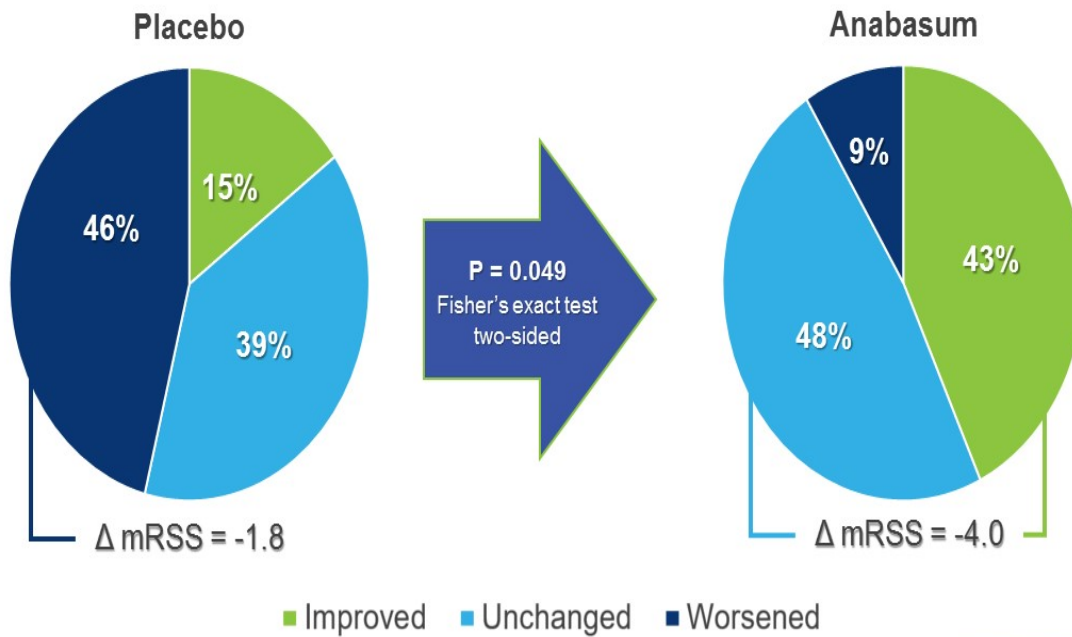 Placebo
Anabasum
46%
15%
39%
P = 0.049
Fisher's exact test
two-sided
9%
43%
48%
Δ mRSS = -1.8
Δ mRSS = -4.0
Improved
Unchanged
Worsened